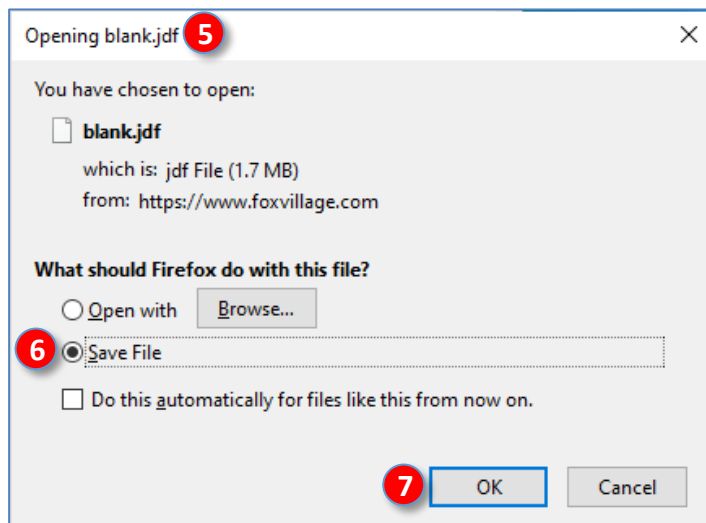 Opening blank.jdf 5
You have chosen to open:
blank.jdf
which is: jdf File (1.7 MB)
from: https://www.foxvillage.com
What should Firefox do with this file?
Open with Browse...
6 Save File
Do this automatically for files like this from now on.
7 OK Cancel